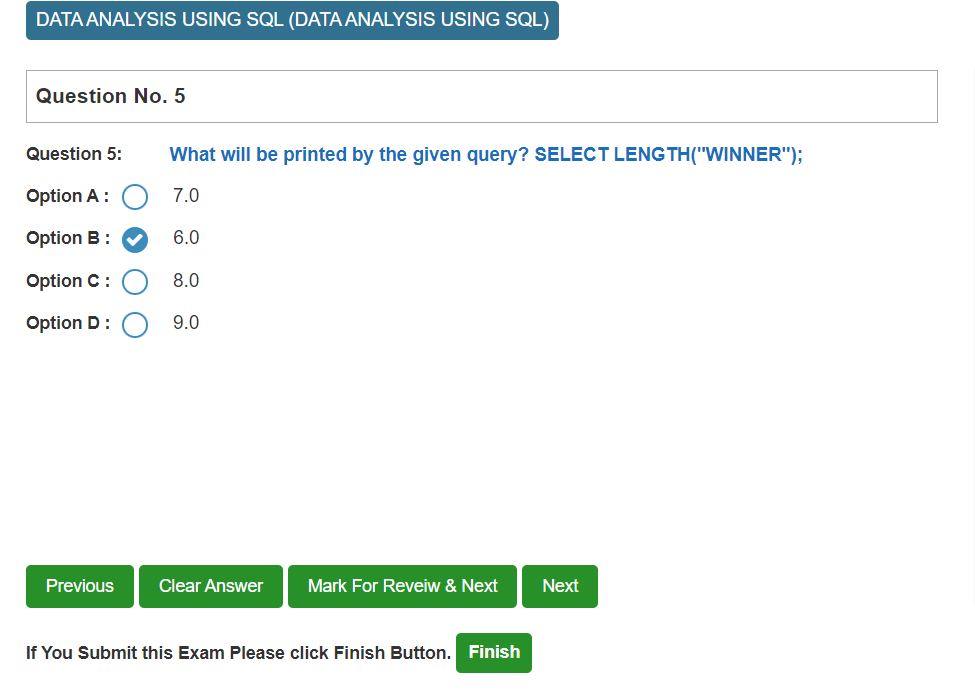 DATA ANALYSIS USING SQL (DATA ANALYSIS USING SQL)
Question No. 5
Question 5: What will be printed by the given query? SELECT LENGTH("WINNER");
Option A : 7.0
Option B : 6.0
Option C : 8.0
Option D : 9.0
Previous Clear Answer Mark For Reveiw & Next Next
If You Submit this Exam Please click Finish Button. Finish